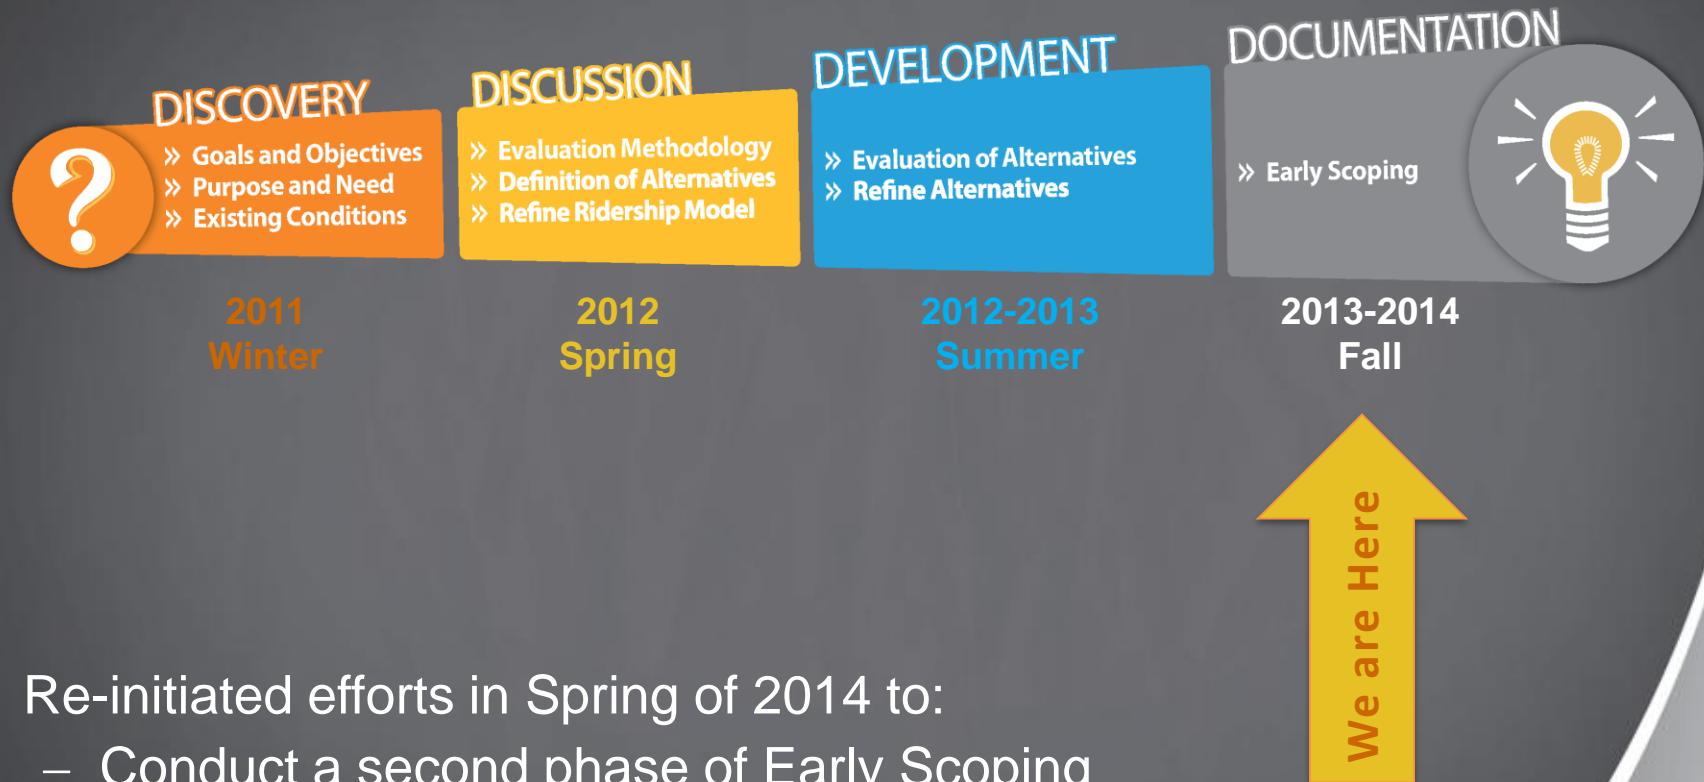 DISCOVERY
» Goals and Objectives
» Purpose and Need
» Existing Conditions
2011
Winter
DISCUSSION
» Evaluation Methodology
» Definition of Alternatives
» Refine Ridership Model
2012
Spring
DEVELOPMENT
» Evaluation of Alternatives
» Refine Alternatives
2012-2013
Summer
DOCUMENTATION
» Early Scoping
2013-2014
Fall
?
We are Here
Re-initiated efforts in Spring of 2014 to:
– Conduct a second phase of Early Scoping